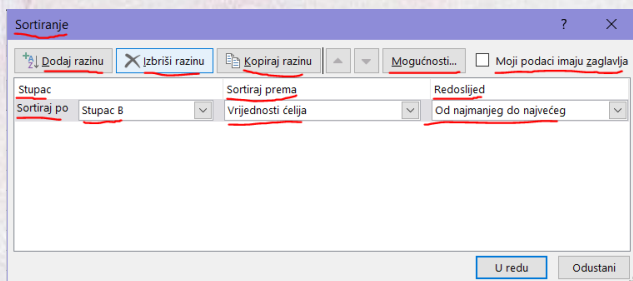 Sortiranje
Dodaj razinu Izbriši razinu Kopiraj razinu Mogućnosti... Moji podaci imaju zaglavlja
Stupac Sortiraj prema Redoslijed
Sortiraj po Stupac B Vrijednosti ćelija Od najmanjeg do najvećeg
U redu Odustani